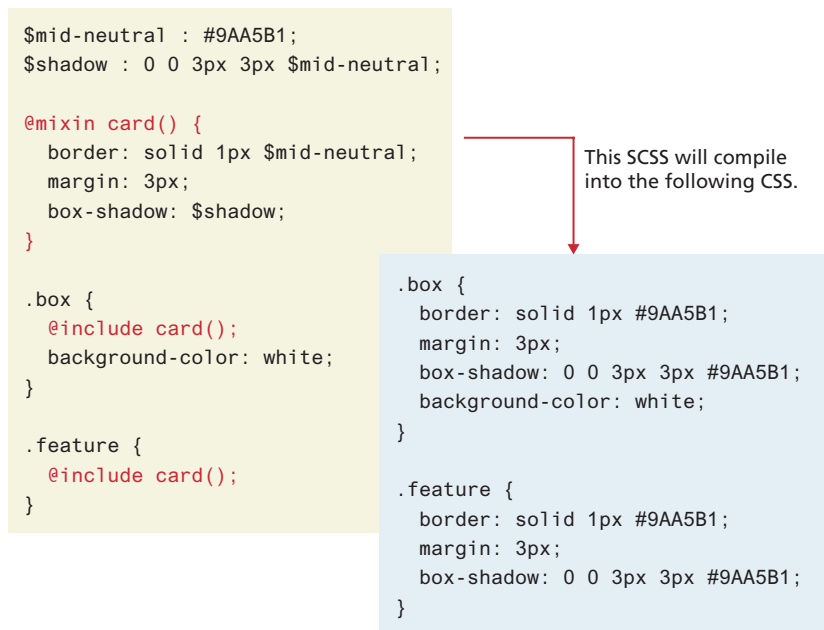 $mid-neutral : #9AA5B1;
$shadow : 0 0 3px 3px $mid-neutral;
@mixin card() {
  border: solid 1px $mid-neutral;
  margin: 3px;
  box-shadow: $shadow;
}
.box {
  @include card();
  background-color: white;
}
.feature {
  @include card();
}
This SCSS will compile
into the following CSS.
.box {
  border: solid 1px #9AA5B1;
  margin: 3px;
  box-shadow: 0 0 3px 3px #9AA5B1;
  background-color: white;
}
.feature {
  border: solid 1px #9AA5B1;
  margin: 3px;
  box-shadow: 0 0 3px 3px #9AA5B1;
}